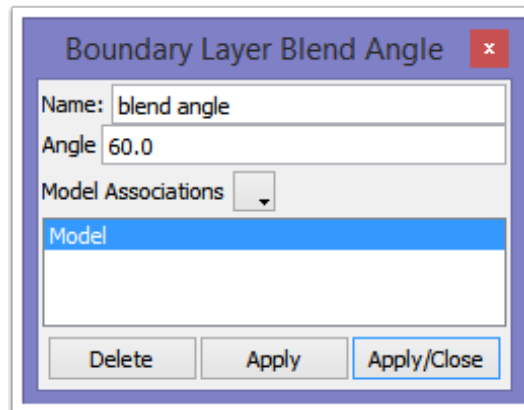 Boundary Layer Blend Angle x
Name: blend angle
Angle 60.0
Model Associations
Model
Delete Apply Apply/Close